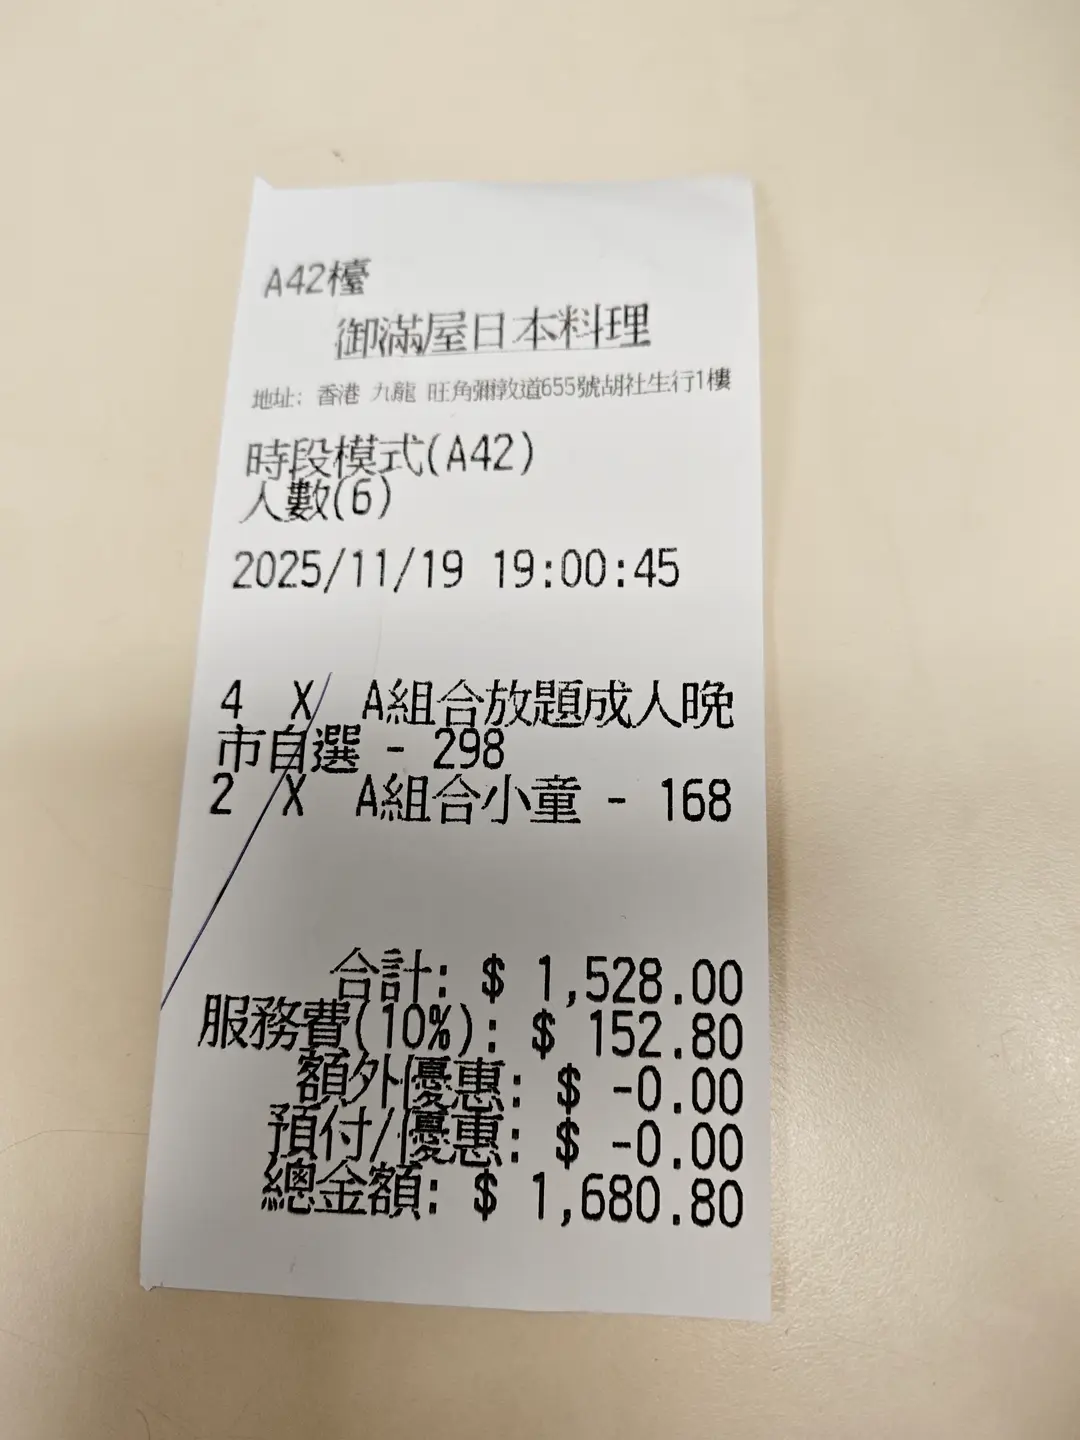 A42檯
御滿屋日本料理
地址: 香港 九龍 旺角彌敦道655號胡社生行1樓
時段模式(A42)
人數(6)
2025/11/19 19:00:45
4 X A組合放題成人晚
市自選 - 298
2 X A組合小童 - 168
合計: $ 1,528.00
服務費(10%): $ 152.80
額外優惠: $ -0.00
預付/優惠: $ -0.00
總金額: $ 1,680.80